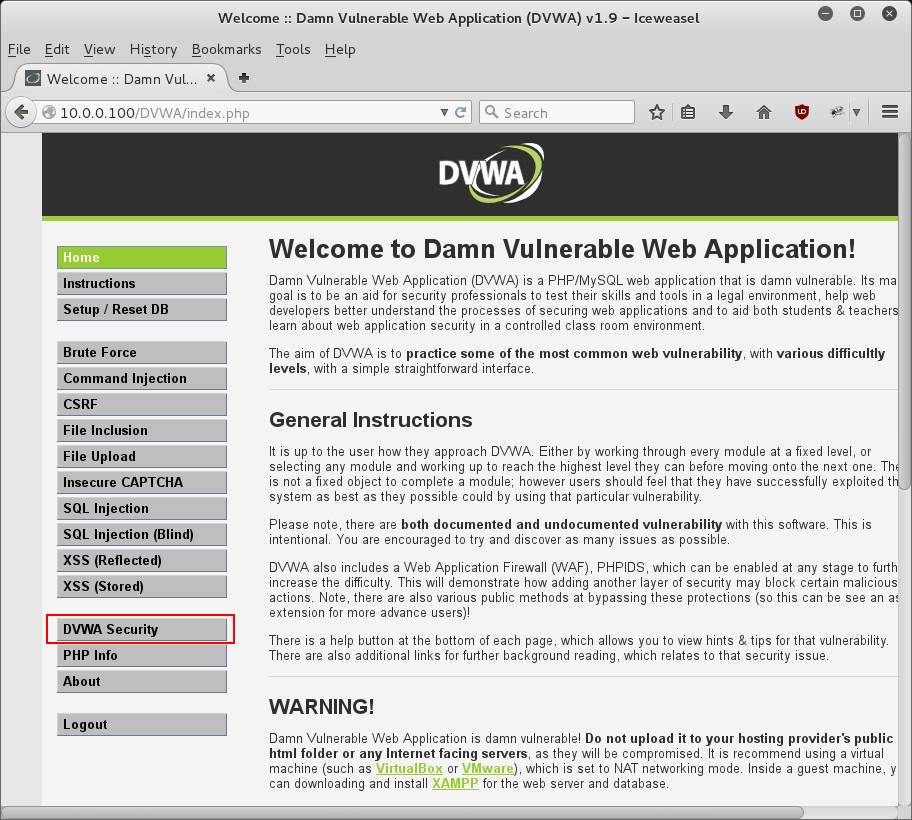 Welcome :: Damn Vulnerable Web Application (DVWA) v1.9 – Iceweasel
File Edit View History Bookmarks Tools Help
Welcome :: Damn Vul...
10.0.0.100/DVWA/index.php
Search
DVWA
Home
Instructions
Setup / Reset DB
Brute Force
Command Injection
CSRF
File Inclusion
File Upload
Insecure CAPTCHA
SQL Injection
SQL Injection (Blind)
XSS (Reflected)
XSS (Stored)
DVWA Security
PHP Info
About
Logout
Welcome to Damn Vulnerable Web Application!
Damn Vulnerable Web Application (DVWA) is a PHP/MySQL web application that is damn vulnerable. Its ma
goal is to be an aid for security professionals to test their skills and tools in a legal environment, help web
developers better understand the processes of securing web applications and to aid both students & teachers
learn about web application security in a controlled class room environment.
The aim of DVWA is to practice some of the most common web vulnerability, with various difficultly
levels, with a simple straightforward interface.
General Instructions
It is up to the user how they approach DVWA. Either by working through every module at a fixed level, or
selecting any module and working up to reach the highest level they can before moving onto the next one. The
is not a fixed object to complete a module; however users should feel that they have successfully exploited th
system as best as they possible could by using that particular vulnerability.
Please note, there are both documented and undocumented vulnerability with this software. This is
intentional. You are encouraged to try and discover as many issues as possible.
DVWA also includes a Web Application Firewall (WAF), PHPIDS, which can be enabled at any stage to furth
increase the difficulty. This will demonstrate how adding another layer of security may block certain malicious
actions. Note, there are also various public methods at bypassing these protections (so this can be see an as
extension for more advance users)!
There is a help button at the bottom of each page, which allows you to view hints & tips for that vulnerability.
There are also additional links for further background reading, which relates to that security issue.
WARNING!
Damn Vulnerable Web Application is damn vulnerable! Do not upload it to your hosting provider's public
html folder or any Internet facing servers, as they will be compromised. It is recommend using a virtual
machine (such as VirtualBox or VMware), which is set to NAT networking mode. Inside a guest machine, y
can downloading and install XAMPP for the web server and database.